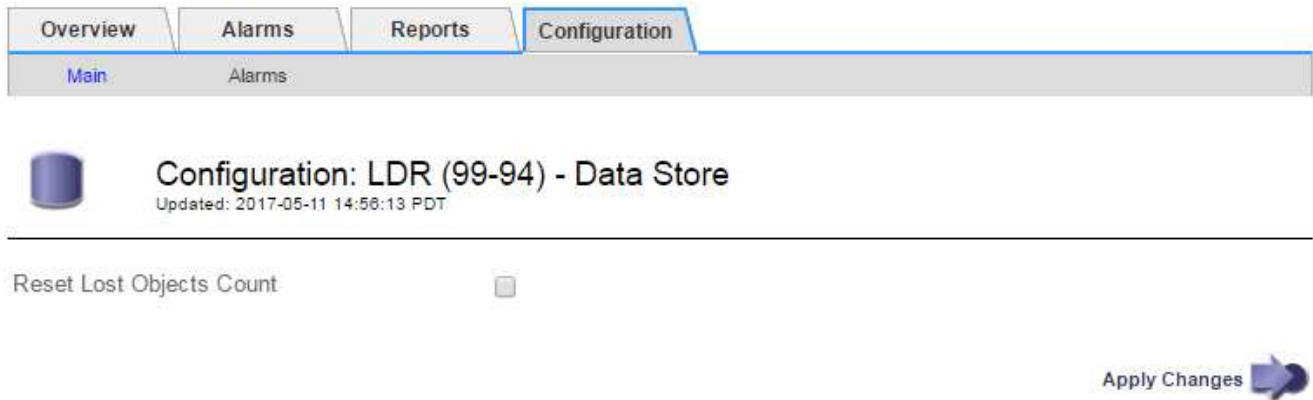 Overview Alarms Reports Configuration
Main Alarms
Configuration: LDR (99-94) - Data Store
Updated: 2017-05-11 14:56:13 PDT
Reset Lost Objects Count
Apply Changes